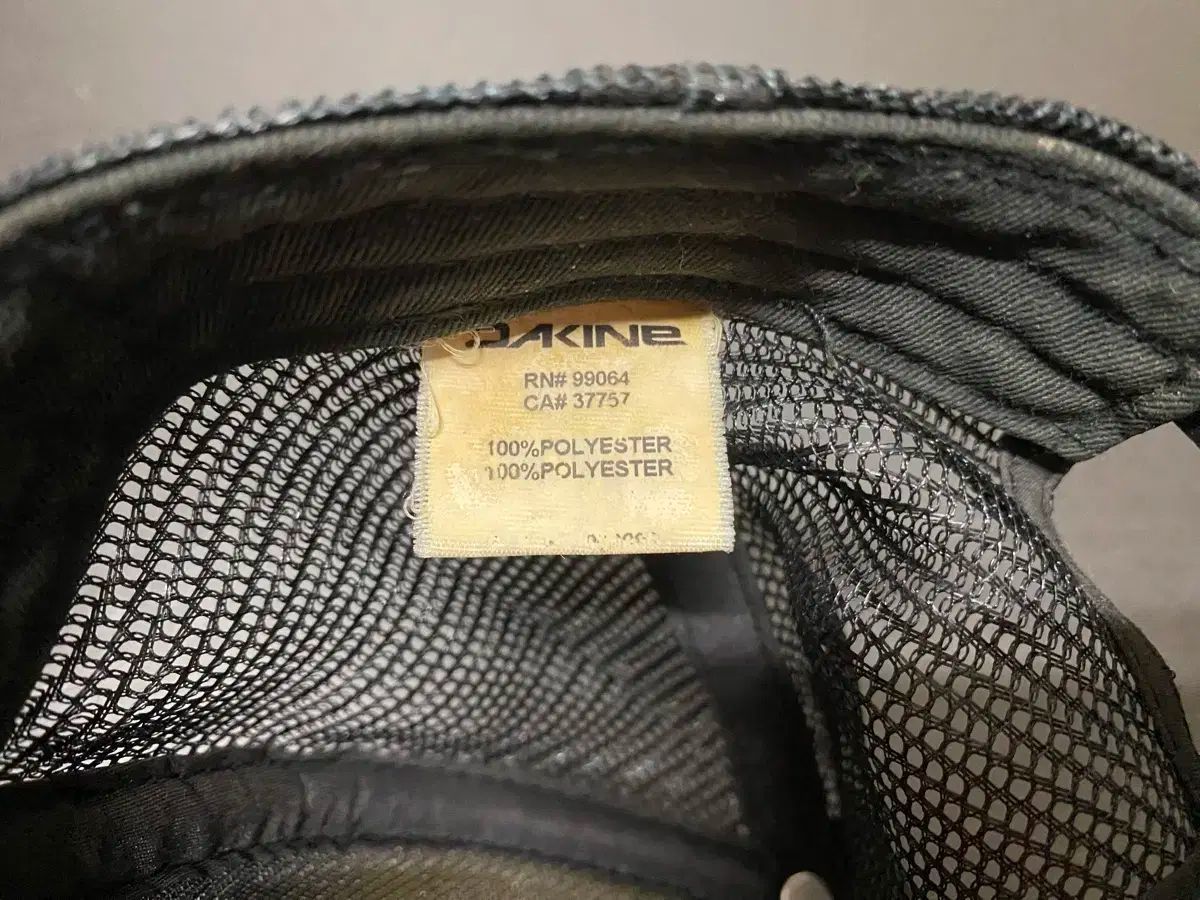 DAKINE
RN# 99064
CA# 37757
100%POLYESTER
100%POLYESTER